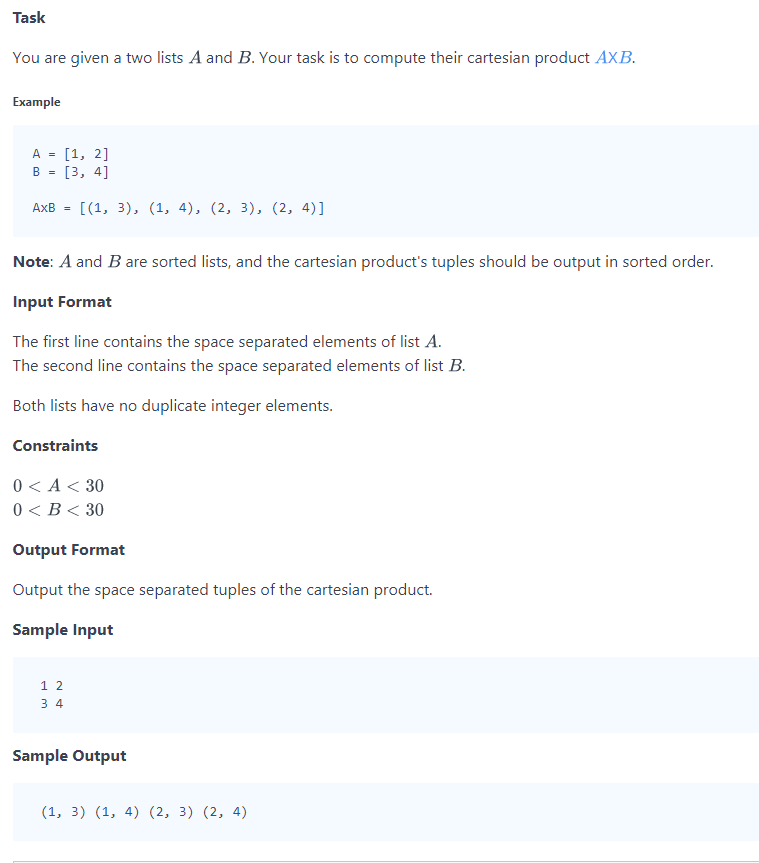 Task
You are given a two lists A and B. Your task is to compute their cartesian product AXB.
Example
A = [1, 2]
B = [3, 4]
AxB = [(1, 3), (1, 4), (2, 3), (2, 4)]
Note: A and B are sorted lists, and the cartesian product's tuples should be output in sorted order.
Input Format
The first line contains the space separated elements of list A.
The second line contains the space separated elements of list B.
Both lists have no duplicate integer elements.
Constraints
0 < A < 30
0 < B < 30
Output Format
Output the space separated tuples of the cartesian product.
Sample Input
1 2
3 4
Sample Output
(1, 3) (1, 4) (2, 3) (2, 4)